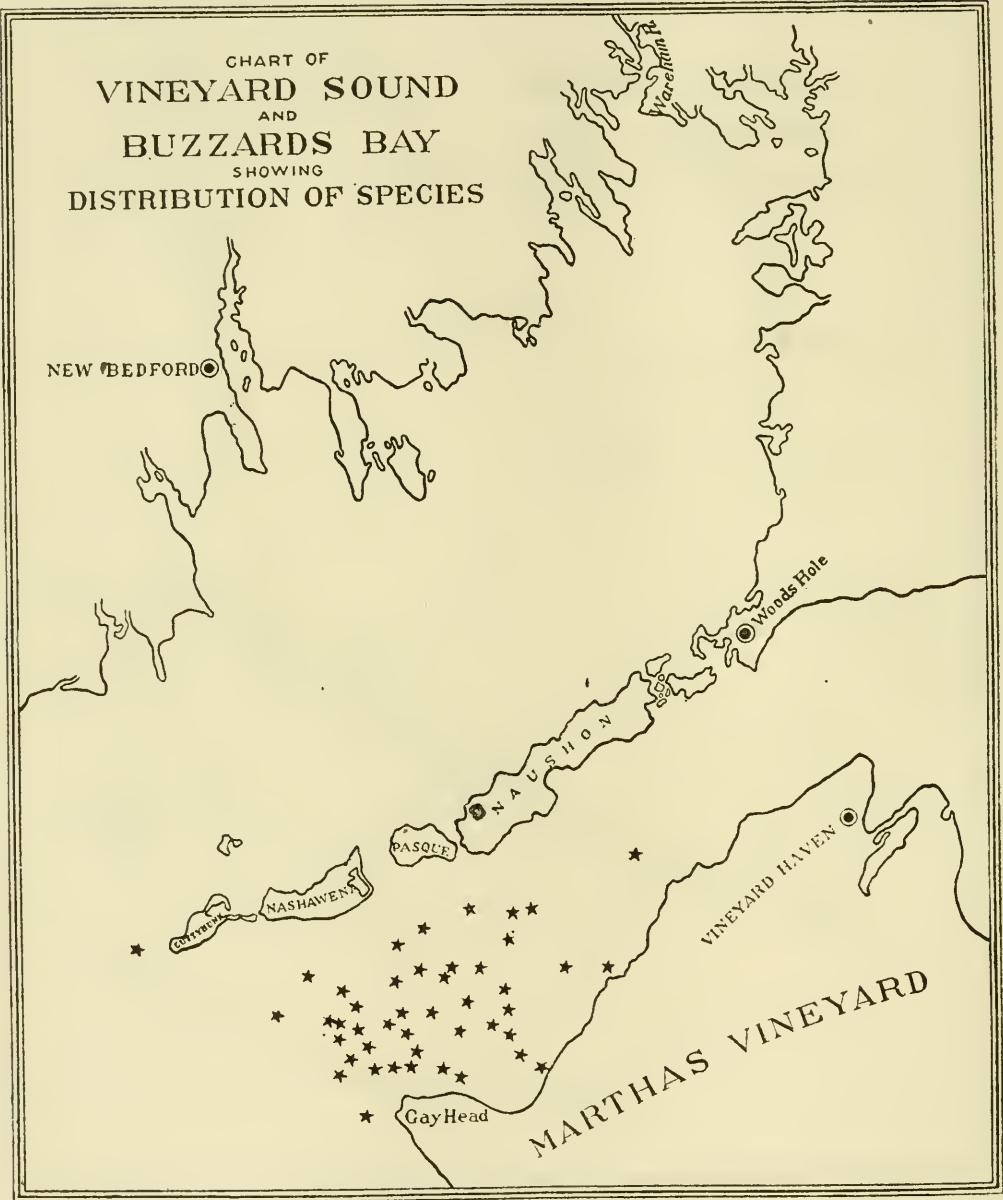 CHART OF
VINEYARD SOUND
AND
BUZZARDS BAY
SHOWING
DISTRIBUTION OF SPECIES
Wareham R.
NEW BEDFORD
Woods Hole
NAUSHON
PASQUE
NASHAWENA
CUTTYHUNK
VINEYARD HAVEN
MARTHAS VINEYARD
Gay Head